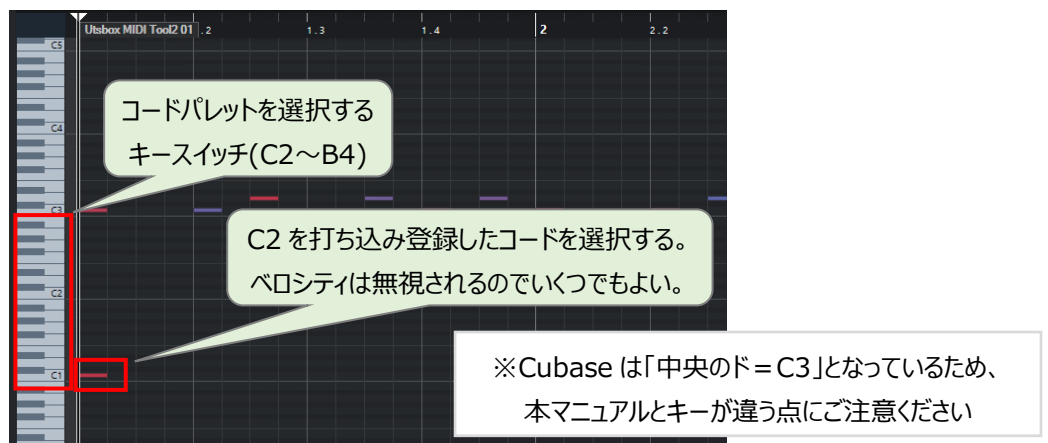 Utsbox MIDI Tool2 01 .2 1.3 1.4 2 2.2
C5
コードパレットを選択する
キースイッチ(C2～B4)
C4
C3
C2 を打ち込み登録したコードを選択する。
ベロシティは無視されるのでいくつでもよい。
C2
※Cubase は「中央のド＝C3」となっているため、
本マニュアルとキーが違う点にご注意ください
C1